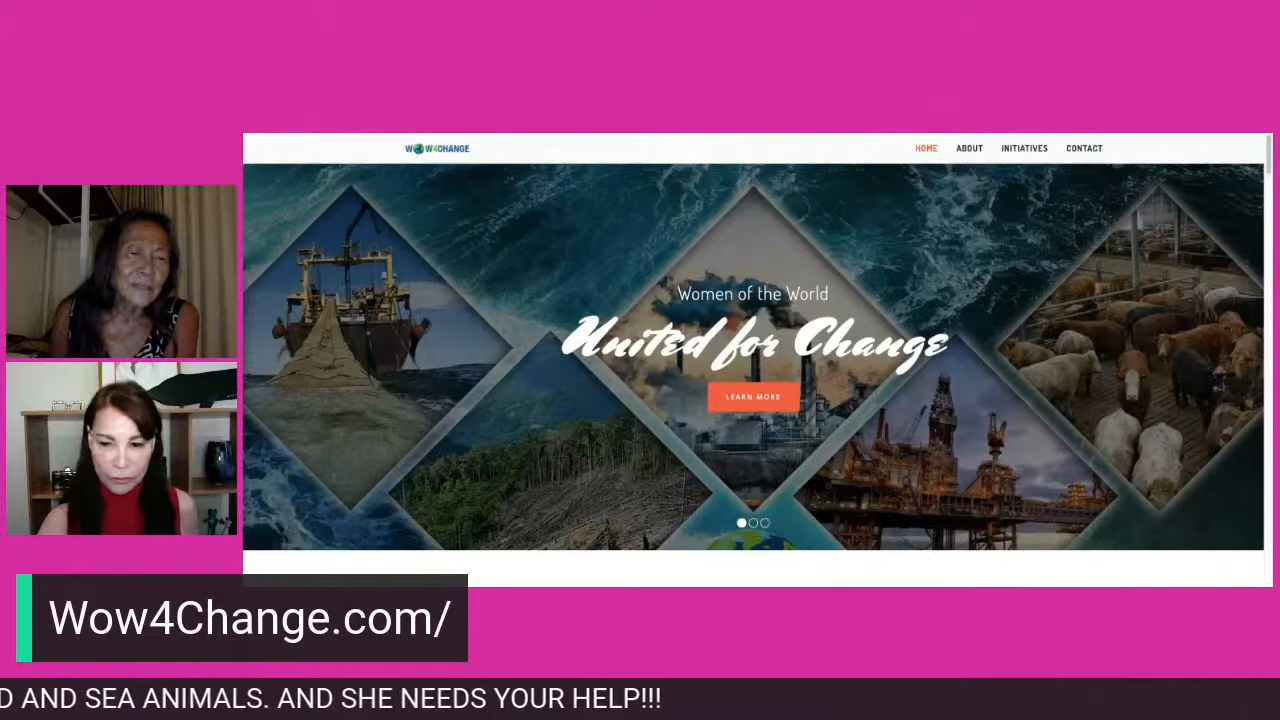 WOW4CHANGE
HOME ABOUT INITIATIVES CONTACT
Women of the World
United for Change
LEARN MORE
Wow4Change.com/
D AND SEA ANIMALS. AND SHE NEEDS YOUR HELP!!!